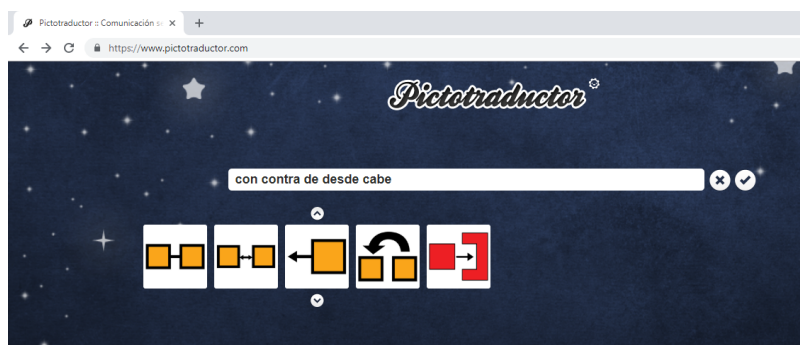 Pictotraductor :: Comunicación
https://www.pictotraductor.com
Pictotraductor
con contra de desde cabe